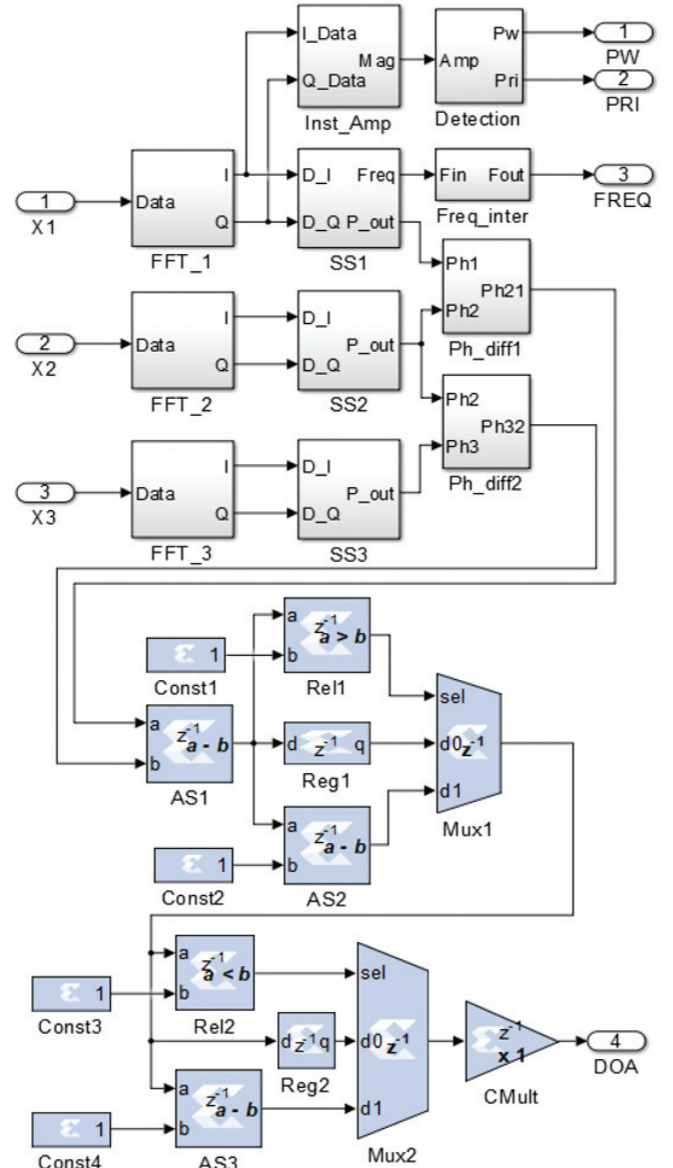 I_Data
Q_Data
Mag
Inst_Amp
Amp
Pw
Pri
Detection
1
PW
2
PRI
1
X1
Data
I
Q
FFT_1
D_I
D_Q
Freq
P_out
SS1
Fin
Fout
Freq_inter
3
FREQ
Ph1
Ph2
Ph21
Ph_diff1
2
X2
Data
I
Q
FFT_2
D_I
D_Q
P_out
SS2
Ph2
Ph3
Ph32
Ph_diff2
3
X3
Data
I
Q
FFT_3
D_I
D_Q
P_out
SS3
1
Const1
a
b
z-1
a > b
Rel1
a
b
z-1
a - b
AS1
d
z-1
q
Reg1
sel
d0
d1
z-1
Mux1
1
Const2
a
b
z-1
a - b
AS2
1
Const3
a
b
z-1
a < b
Rel2
d
z-1
q
Reg2
sel
d0
d1
z-1
Mux2
z-1
x 1
CMult
4
DOA
1
Const4
a
b
z-1
a - b
AS3